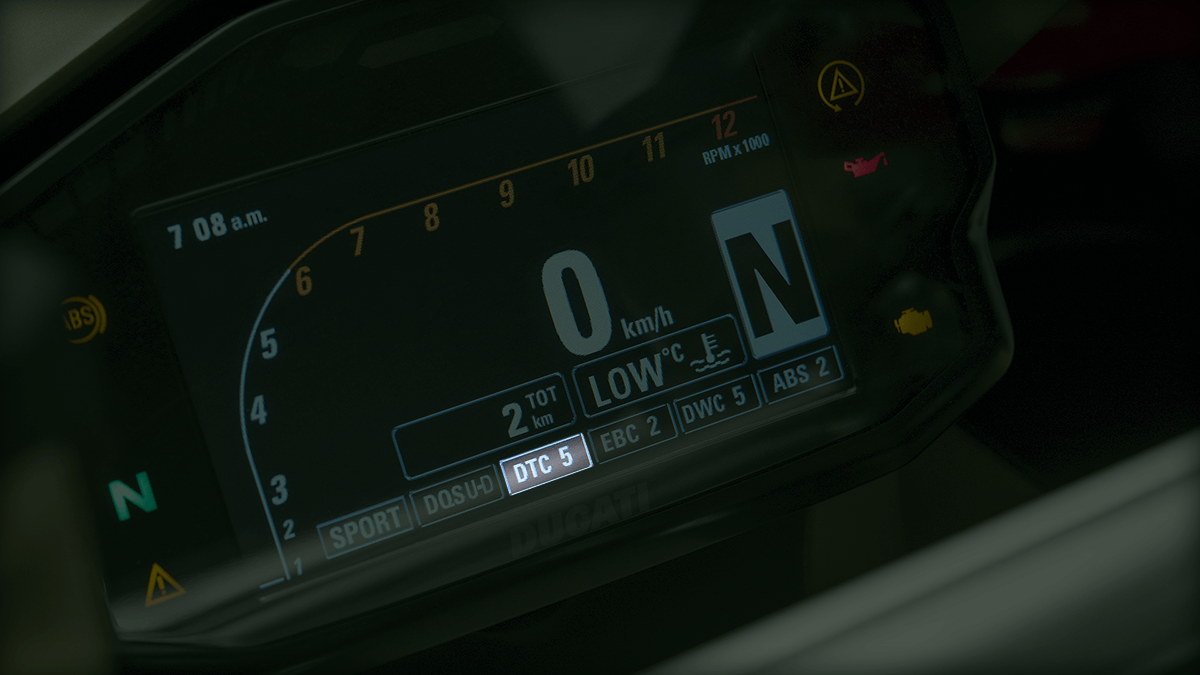 7 08 a.m.
1
2
3
4
5
6
7
8
9
10
11
12
RPM x 1000
0 km/h
N
LOW °C
2 TOT km
SPORT
DQS U-D
DTC 5
EBC 2
DWC 5
ABS 2
ABS
N
DUCATI